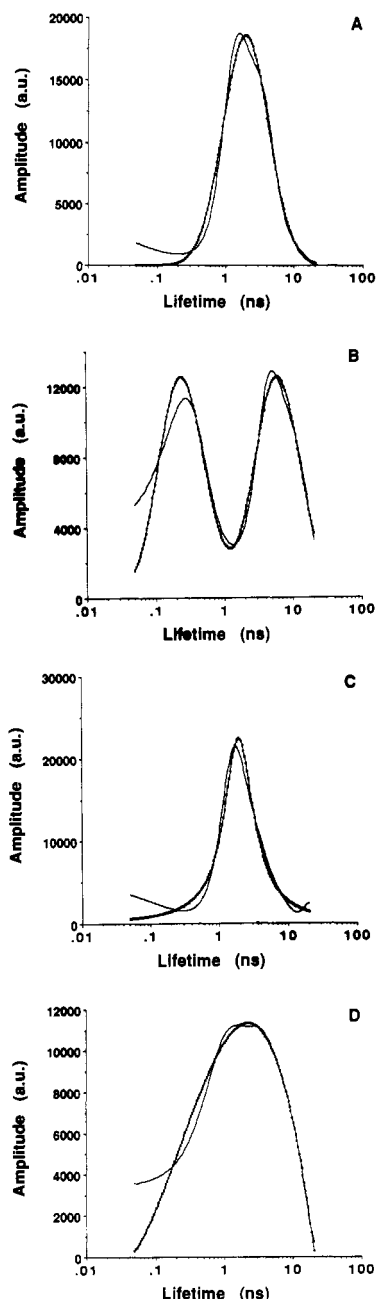 A
20000
15000
10000
5000
0
Amplitude (a.u.)
.01 .1 1 10 100
Lifetime (ns)
B
12000
8000
4000
0
Amplitude (a.u.)
.01 .1 1 10 100
Lifetime (ns)
C
30000
20000
10000
0
Amplitude (a.u.)
.01 .1 1 10 100
Lifetime (ns)
D
12000
10000
8000
6000
4000
2000
0
Amplitude (a.u.)
.01 .1 1 10 100
Lifetime (ns)